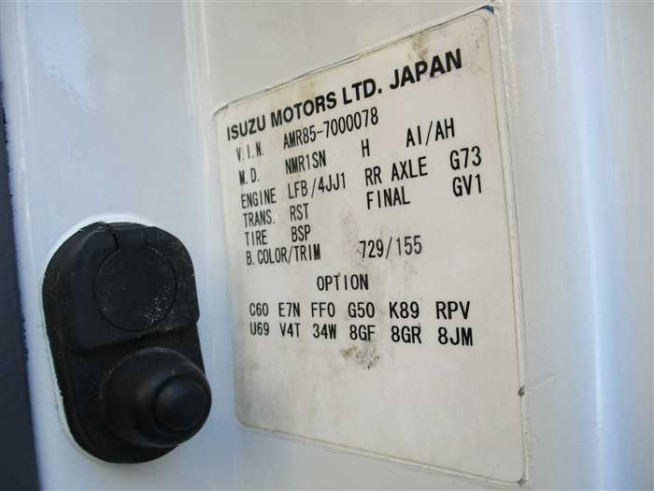 ISUZU MOTORS LTD. JAPAN
V.I.N. AMR85-7000078
M.D. NMR1SN H AI/AH
ENGINE LFB/4JJ1 RR AXLE G73
TRANS. RST FINAL GV1
TIRE BSP
B.COLOR/TRIM 729/155
OPTION
C60 E7N FF0 G50 K89 RPV
U69 V4T 34W 8GF 8GR 8JM